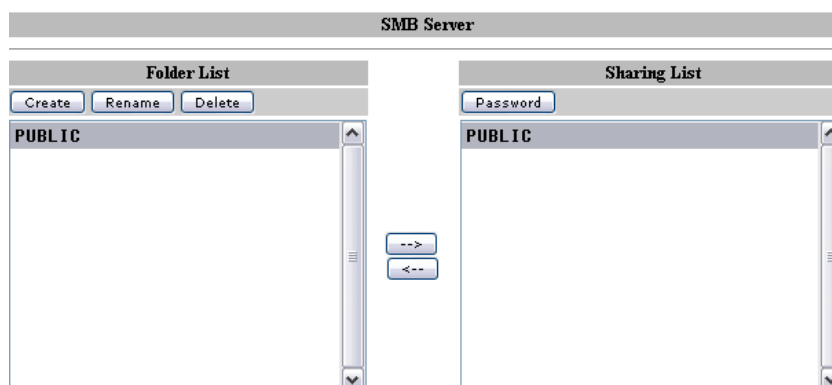 SMB Server
Folder List
Sharing List
Create Rename Delete
Password
PUBLIC
PUBLIC
-->
<--